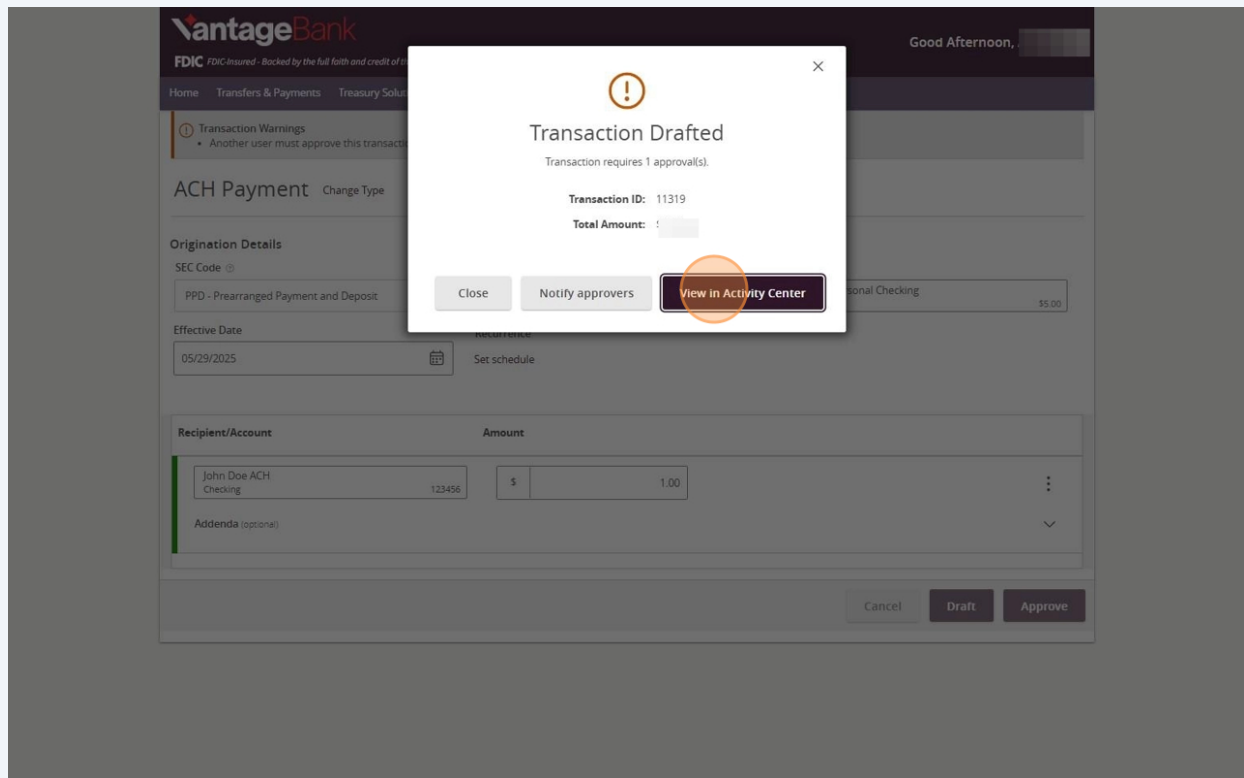 VantageBank
Good Afternoon,
FDIC FDIC-Insured - Backed by the full faith and credit of
Home Transfers & Payments Treasury
Transaction Warnings
• Another user must approve this
ACH Payment Change Type
Origination Details
SEC Code
PPD - Prearranged Payment and Deposit
Checking
$5.00
Effective Date
Recurrence
05/29/2025
Set schedule
Transaction Drafted
Transaction requires 1 approval(s).
Transaction ID: 11319
Total Amount:
Close Notify approvers View in Activity Center
Recipient/Account Amount
John Doe ACH
Checking 123456
$ 1.00
Addenda (optional)
Cancel Draft Approve